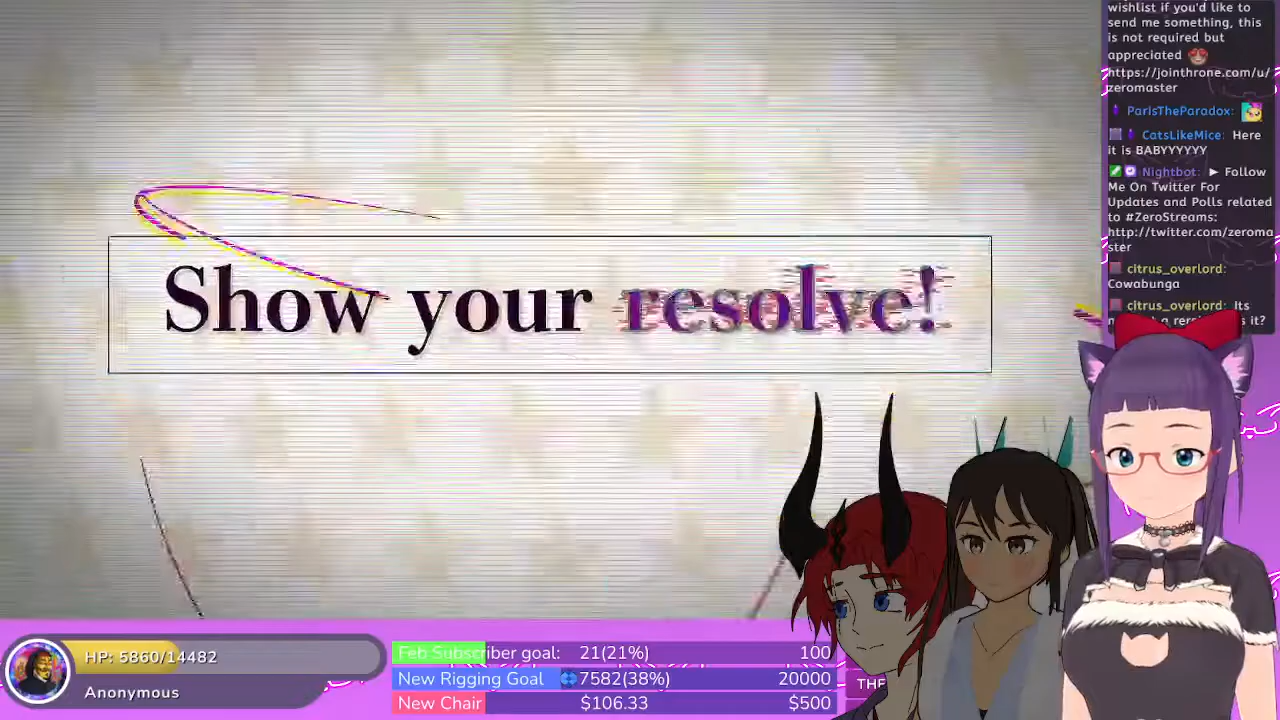 Show your resolve!
wishlist if you'd like to
send me something, this
is not required but
appreciated
https://jointhrone.com/u/
zeromaster
ParisTheParadox:
CatsLikeMice: Here
it is BABYYYYYY
Nightbot: ▶ Follow
Me On Twitter For
Updates and Polls related
to #ZeroStreams:
http://twitter.com/zeroma
ster
citrus_overlord:
Cowabunga
citrus_overlord: Its
it?
HP: 5860/14482
Anonymous
Feb Subscriber goal: 21(21%) 100
New Rigging Goal 7582(38%) 20000
New Chair $106.33 $500
THE